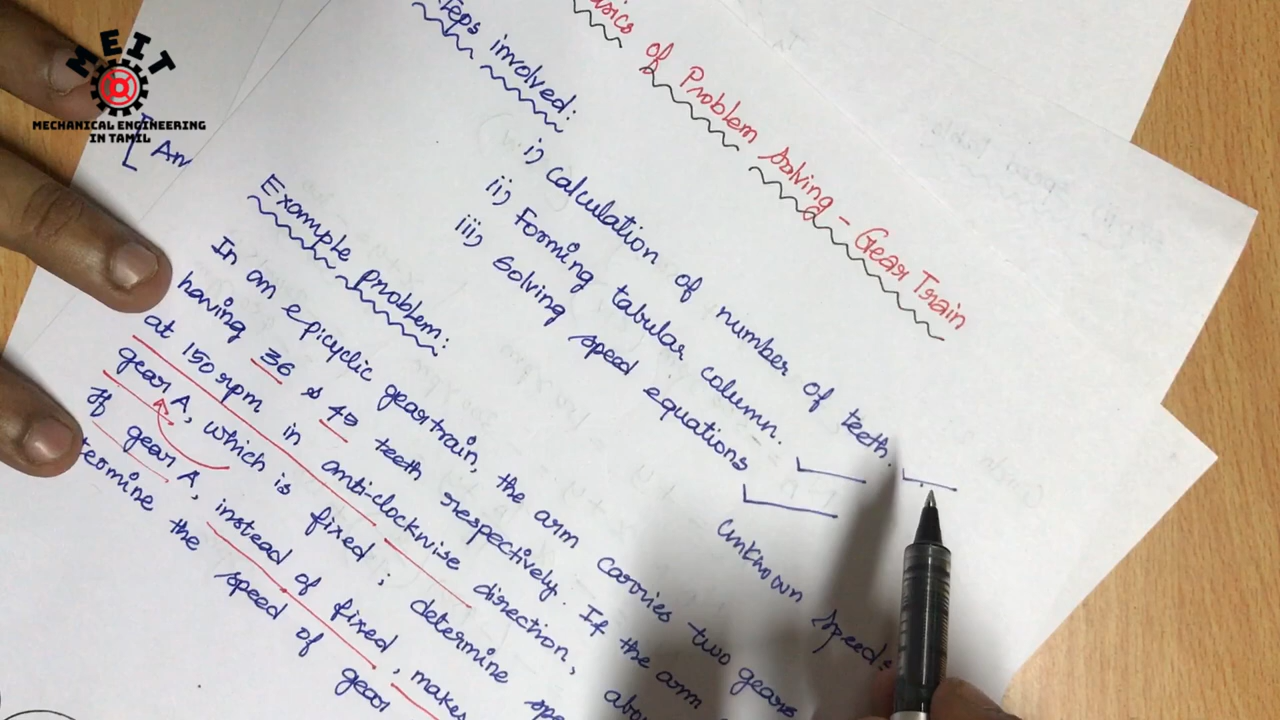 MEIT
MECHANICAL ENGINEERING
IN TAMIL
[ An
of Problem Solving - Gear Train
involved:
i) Calculation of number of teeth.
ii) Forming tabular column.
iii) Solving speed equations
Unknown speeds
Example Problem:
In an epicyclic geartrain, the arm carries two gears
having 36 & 45 teeth respectively. If the arm
at 150 rpm in anti-clockwise direction,
gear A, which is fixed; determine
If gear A, instead of fixed, makes
the speed of gear